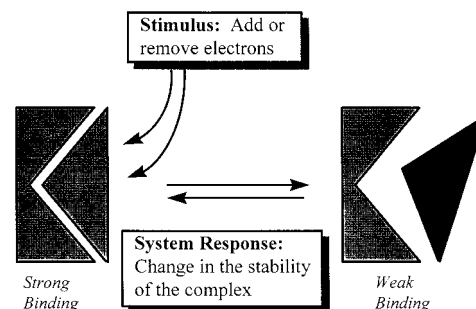 Stimulus: Add or
remove electrons
System Response:
Change in the stability
of the complex
Strong
Binding
Weak
Binding